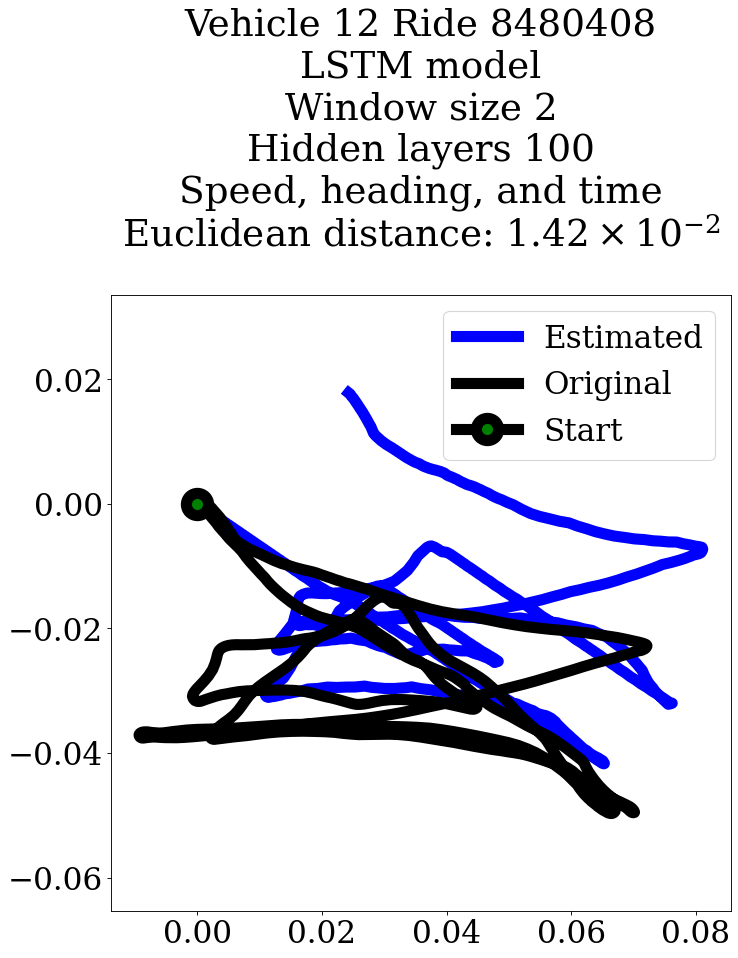 Vehicle 12 Ride 8480408
LSTM model
Window size 2
Hidden layers 100
Speed, heading, and time
Euclidean distance: 1.42 × 10⁻²
Estimated
Original
Start
0.02
0.00
−0.02
−0.04
−0.06
0.00 0.02 0.04 0.06 0.08